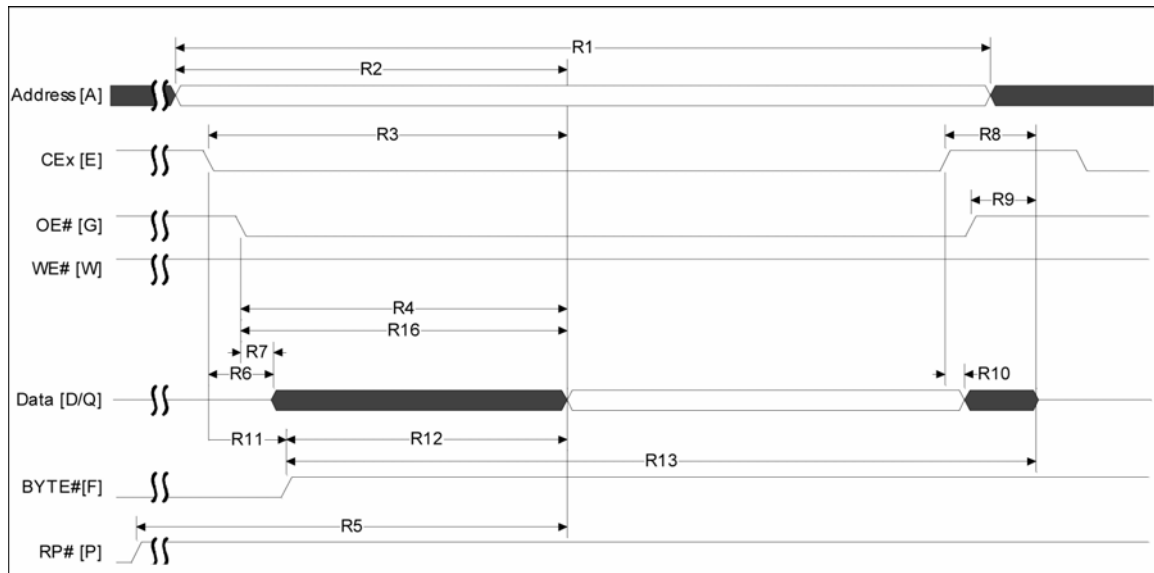 R1
R2
Address [A]
R3
R8
CEx [E]
R9
OE# [G]
WE# [W]
R4
R16
R7
R6
R10
Data [D/Q]
R11
R12
R13
BYTE#[F]
R5
RP# [P]